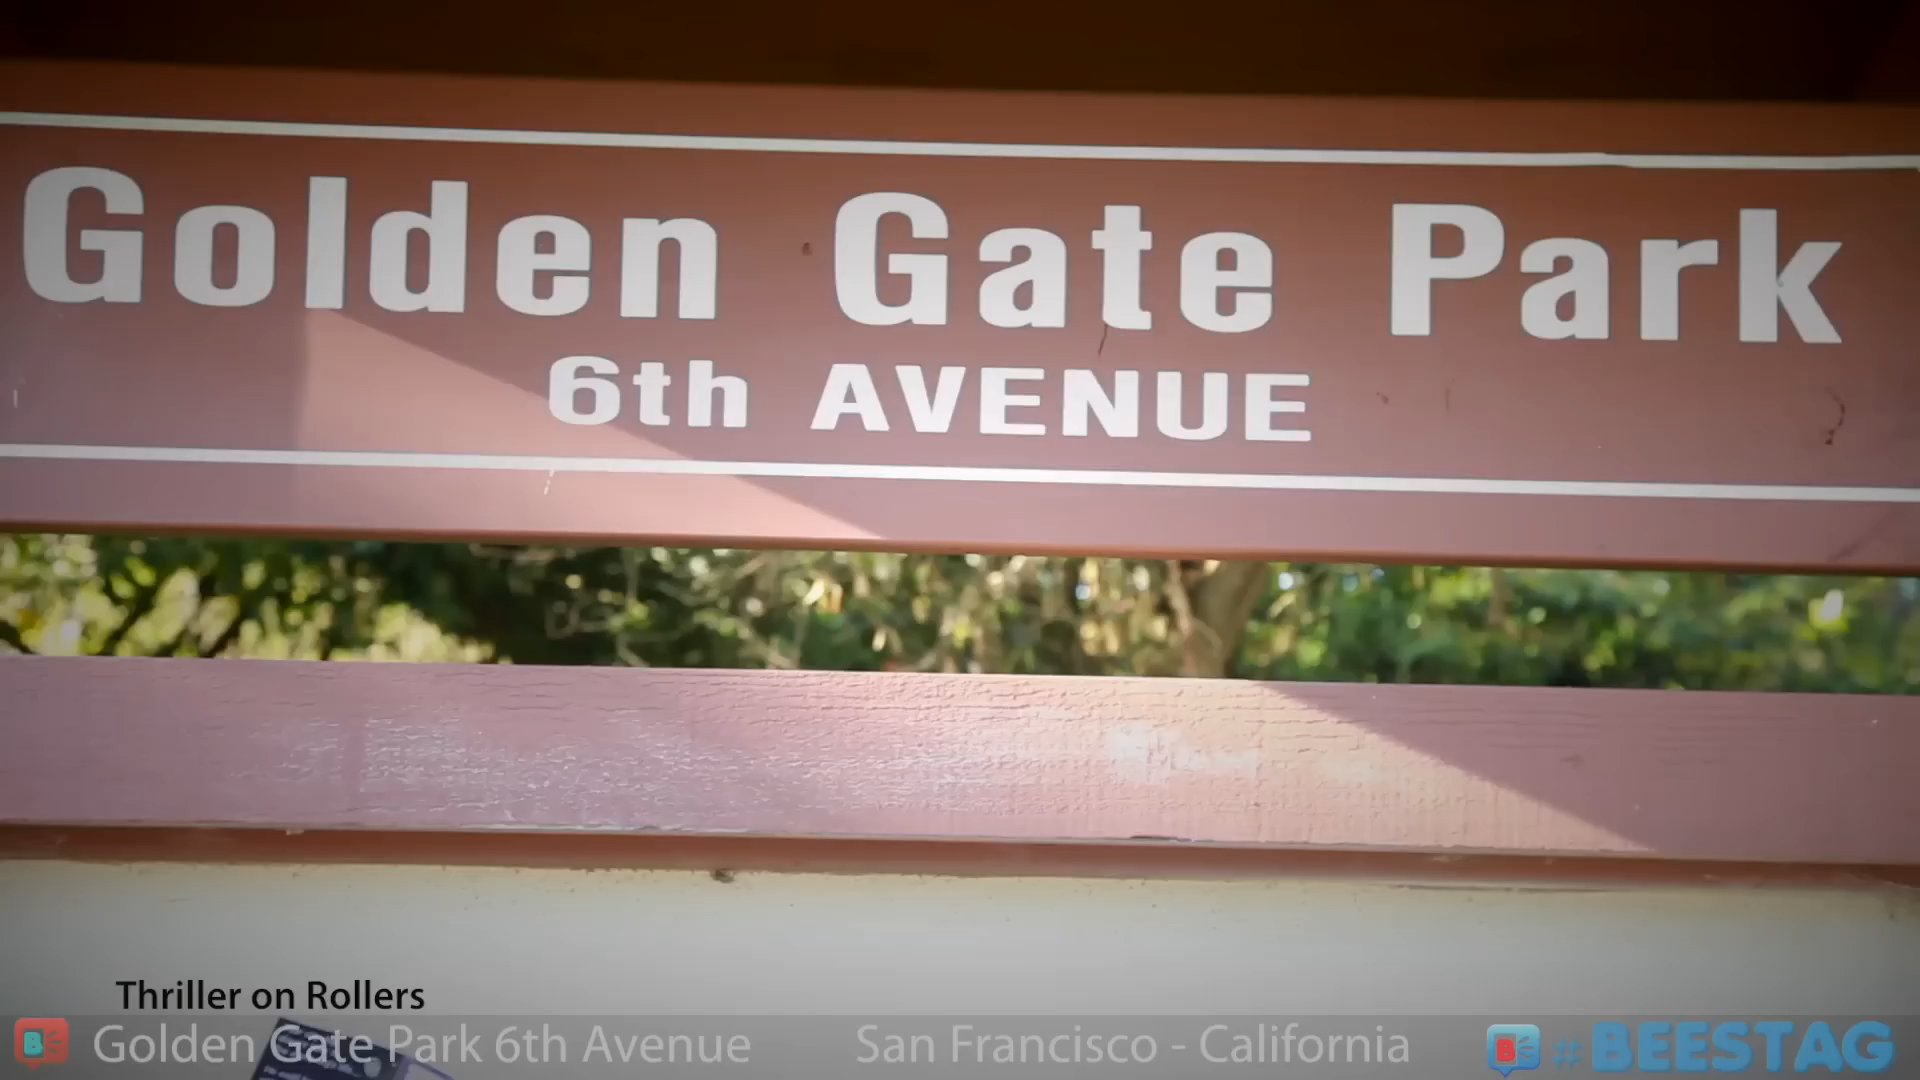 Golden Gate Park
6th AVENUE
Thriller on Rollers
Golden Gate Park 6th Avenue
San Francisco - California
#BEESTAG